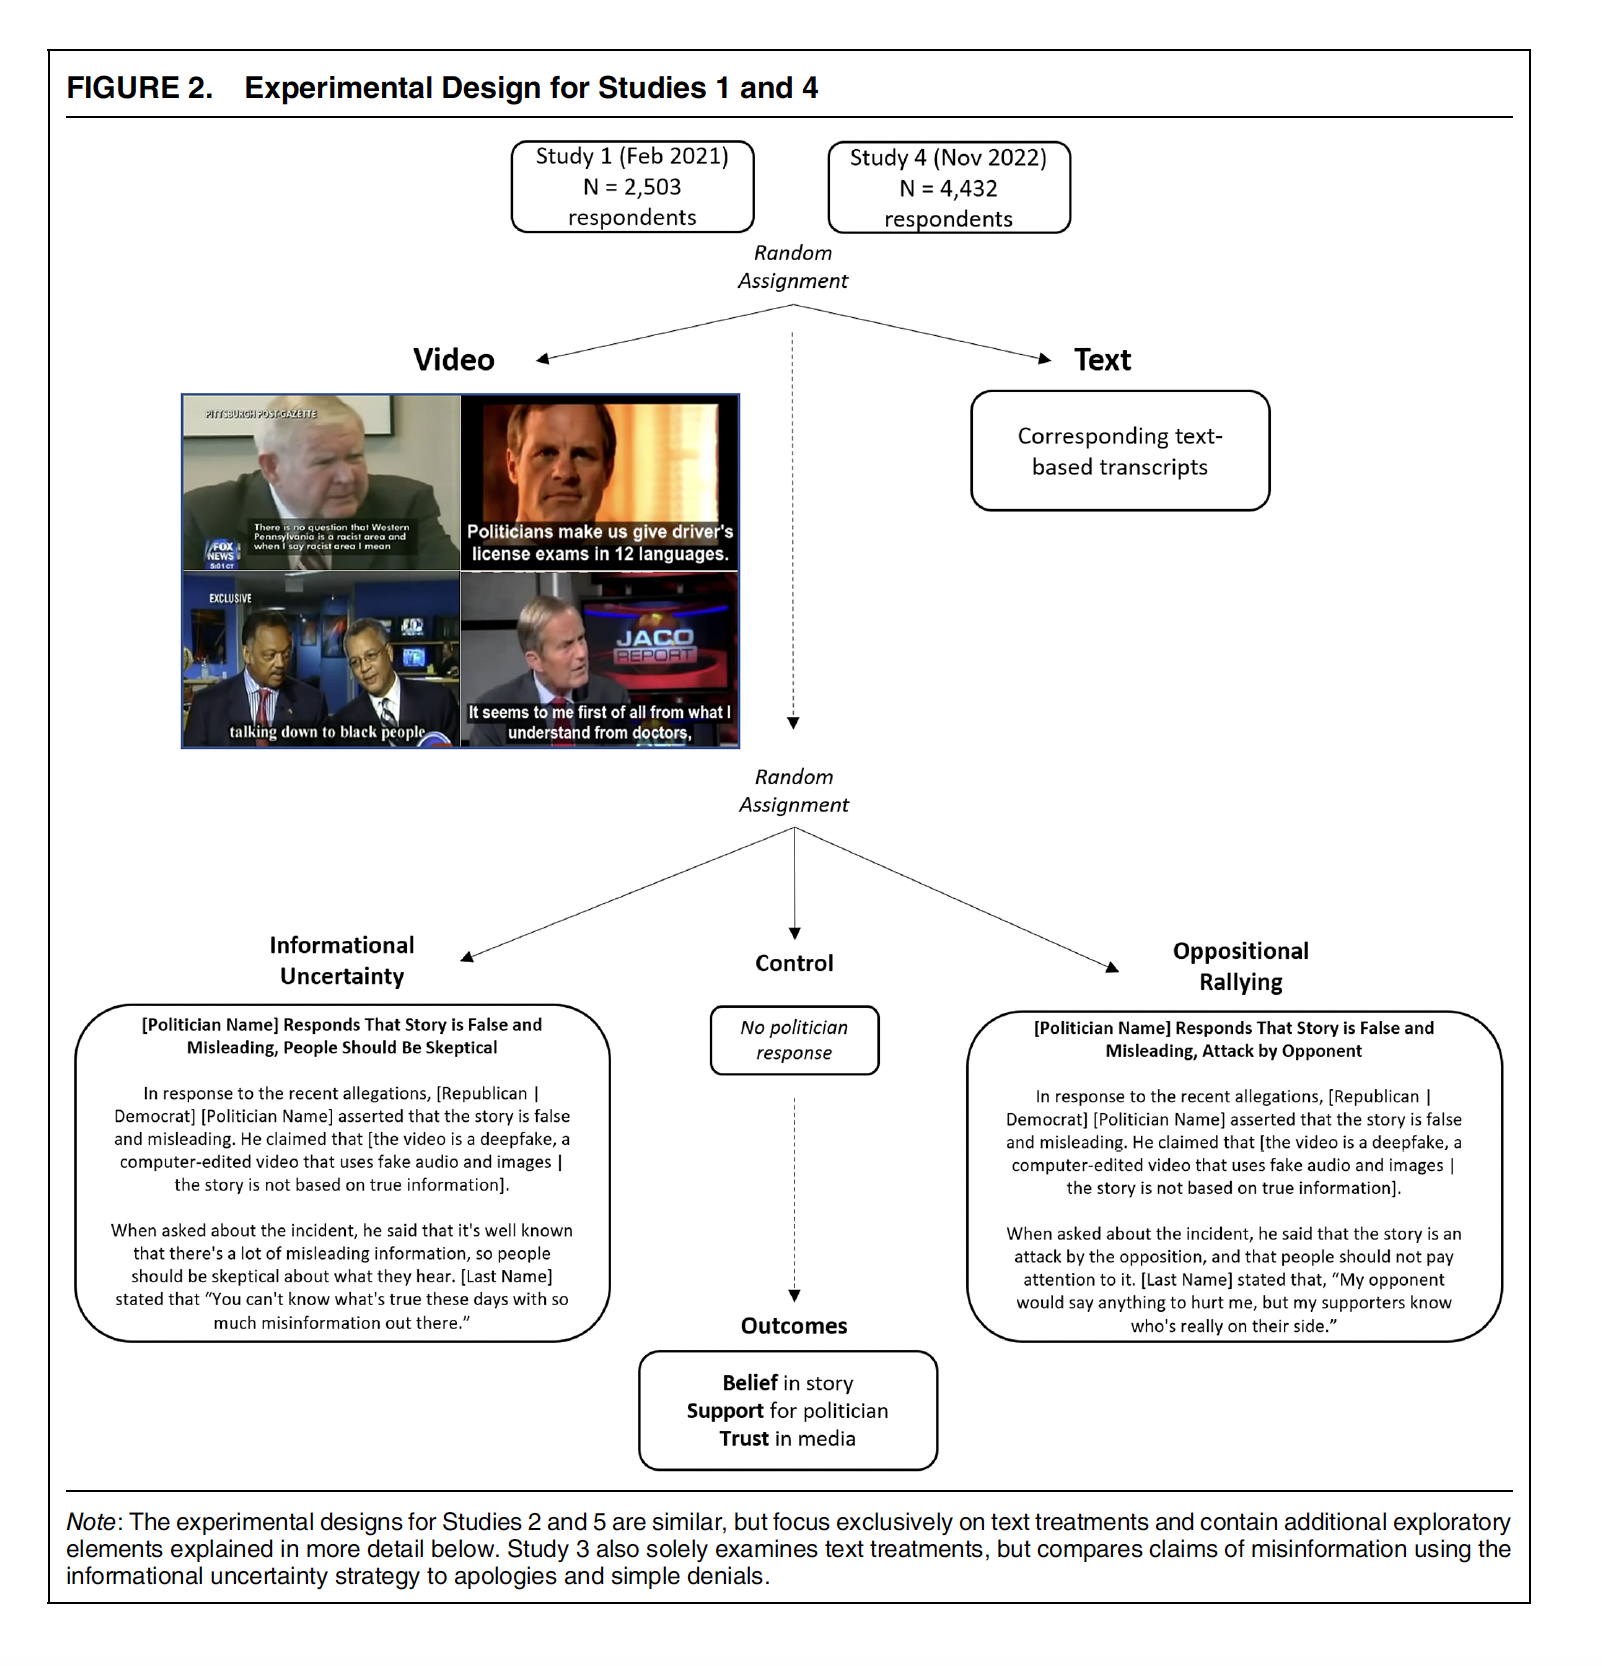 FIGURE 2. Experimental Design for Studies 1 and 4
Study 1 (Feb 2021)
N = 2,503
respondents
Study 4 (Nov 2022)
N = 4,432
respondents
Random
Assignment
Video
Text
PITTSBURGH POST-GAZETTE
There is no question that Western
Pennsylvania is a racist area and
when I say racist area I mean
FOX
NEWS
5:01 CT
Politicians make us give driver's
license exams in 12 languages.
EXCLUSIVE
talking down to black people
JACO
REPORT
It seems to me first of all from what I
understand from doctors,
Corresponding text-
based transcripts
Random
Assignment
Informational
Uncertainty
[Politician Name] Responds That Story is False and
Misleading, People Should Be Skeptical
In response to the recent allegations, [Republican |
Democrat] [Politician Name] asserted that the story is false
and misleading. He claimed that [the video is a deepfake, a
computer-edited video that uses fake audio and images |
the story is not based on true information].
When asked about the incident, he said that it's well known
that there's a lot of misleading information, so people
should be skeptical about what they hear. [Last Name]
stated that “You can't know what's true these days with so
much misinformation out there.”
Control
No politician
response
Oppositional
Rallying
[Politician Name] Responds That Story is False and
Misleading, Attack by Opponent
In response to the recent allegations, [Republican |
Democrat] [Politician Name] asserted that the story is false
and misleading. He claimed that [the video is a deepfake, a
computer-edited video that uses fake audio and images |
the story is not based on true information].
When asked about the incident, he said that the story is an
attack by the opposition, and that people should not pay
attention to it. [Last Name] stated that, “My opponent
would say anything to hurt me, but my supporters know
who's really on their side.”
Outcomes
Belief in story
Support for politician
Trust in media
Note: The experimental designs for Studies 2 and 5 are similar, but focus exclusively on text treatments and contain additional exploratory
elements explained in more detail below. Study 3 also solely examines text treatments, but compares claims of misinformation using the
informational uncertainty strategy to apologies and simple denials.